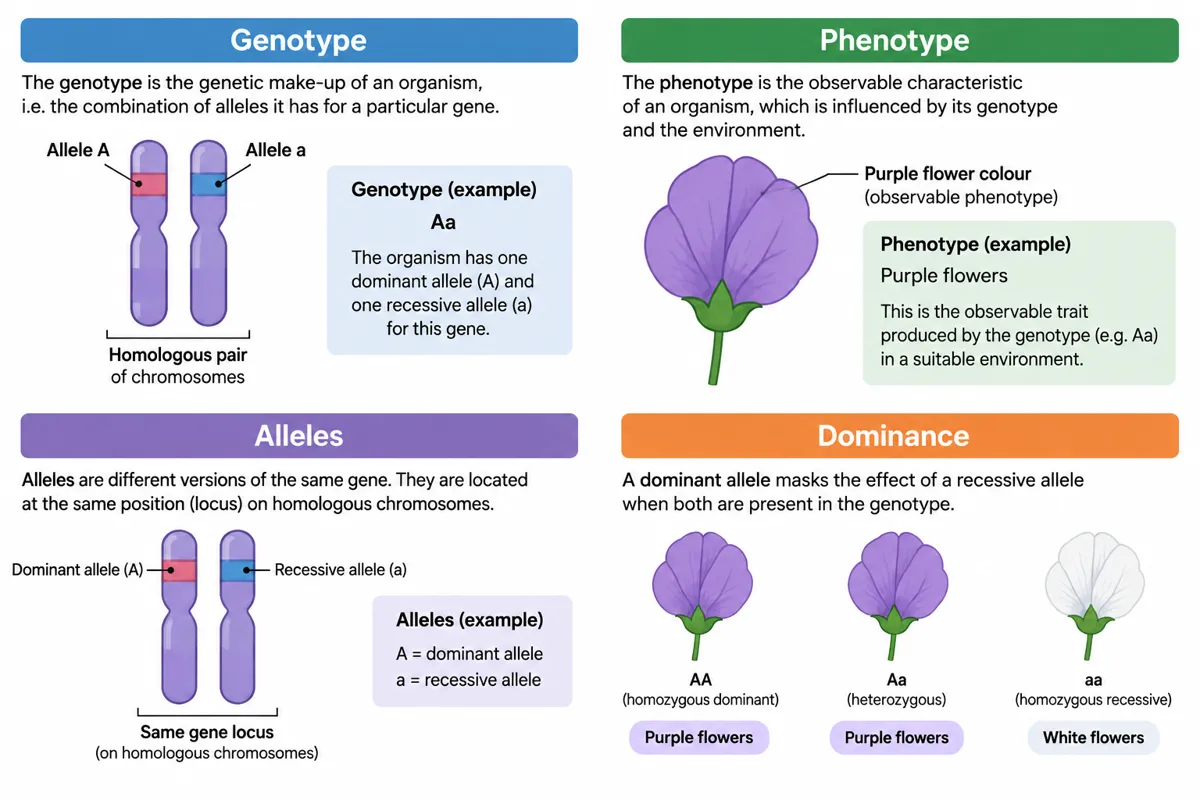 Genotype
The genotype is the genetic make-up of an organism,
i.e. the combination of alleles it has for a particular gene.
Allele A
Allele a
Genotype (example)
Aa
The organism has one
dominant allele (A) and
one recessive allele (a)
for this gene.
Homologous pair
of chromosomes
Phenotype
The phenotype is the observable characteristic
of an organism, which is influenced by its genotype
and the environment.
Purple flower colour
(observable phenotype)
Phenotype (example)
Purple flowers
This is the observable trait
produced by the genotype (e.g. Aa)
in a suitable environment.
Alleles
Alleles are different versions of the same gene. They are located
at the same position (locus) on homologous chromosomes.
Dominant allele (A)
Recessive allele (a)
Alleles (example)
A = dominant allele
a = recessive allele
Same gene locus
(on homologous chromosomes)
Dominance
A dominant allele masks the effect of a recessive allele
when both are present in the genotype.
AA
(homozygous dominant)
Purple flowers
Aa
(heterozygous)
Purple flowers
aa
(homozygous recessive)
White flowers